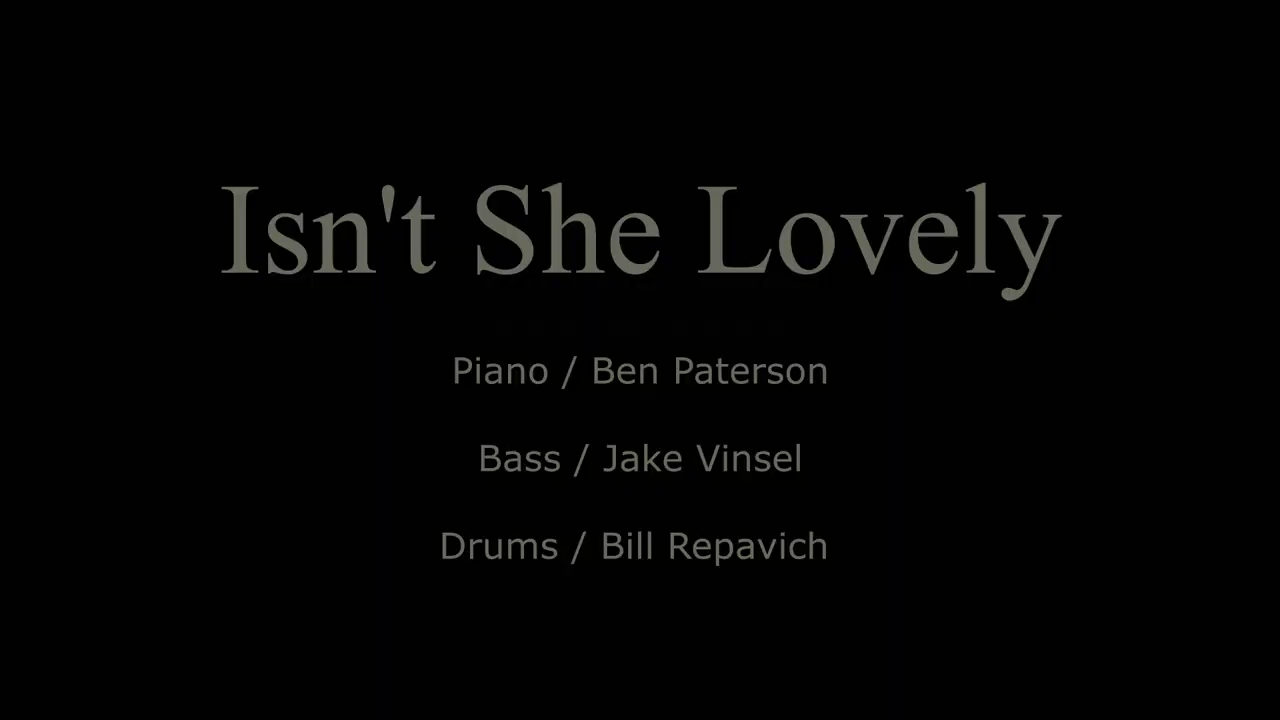 Isn't She Lovely
Piano / Ben Paterson
Bass / Jake Vinsel
Drums / Bill Repavich